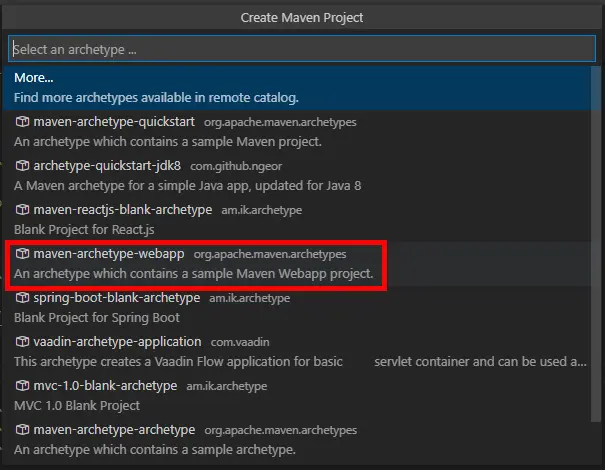 Create Maven Project
Select an archetype ...
More...
Find more archetypes available in remote catalog.
maven-archetype-quickstart org.apache.maven.archetypes
An archetype which contains a sample Maven project.
archetype-quickstart-jdk8 com.github.ngeor
A Maven archetype for a simple Java app, updated for Java 8
maven-reactjs-blank-archetype am.ik.archetype
Blank Project for React.js
maven-archetype-webapp org.apache.maven.archetypes
An archetype which contains a sample Maven Webapp project.
spring-boot-blank-archetype am.ik.archetype
Blank Project for Spring Boot
vaadin-archetype-application com.vaadin
This archetype creates a Vaadin Flow application for basic servlet container and can be used a...
mvc-1.0-blank-archetype am.ik.archetype
MVC 1.0 Blank Project
maven-archetype-archetype org.apache.maven.archetypes
An archetype which contains a sample archetype.